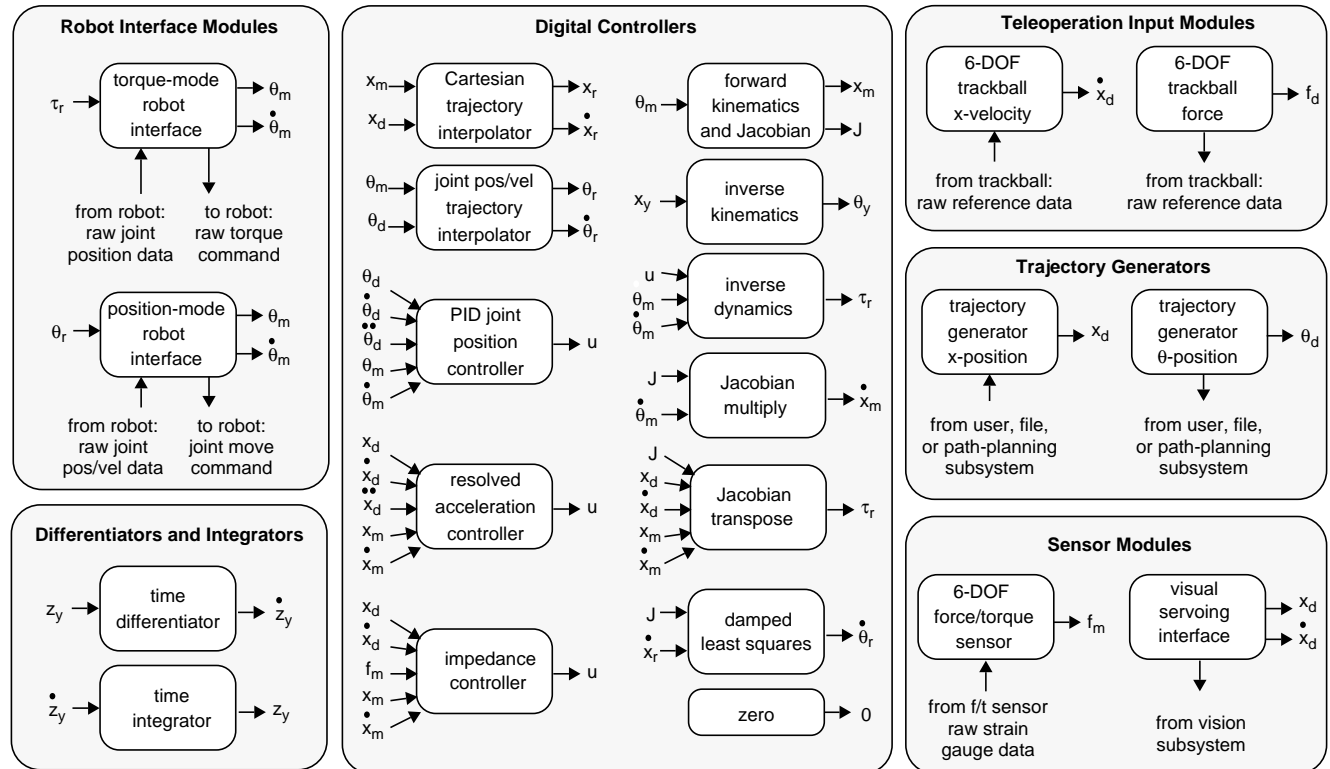 Robot Interface Modules
τr
torque-mode
robot
interface
θm
θ̇m
from robot:
raw joint
position data
to robot:
raw torque
command
θr
position-mode
robot
interface
θm
θ̇m
from robot:
raw joint
pos/vel data
to robot:
joint move
command
Differentiators and Integrators
zy
time
differentiator
ży
ży
time
integrator
zy
Digital Controllers
xm
xd
Cartesian
trajectory
interpolator
xr
ẋr
θm
θd
joint pos/vel
trajectory
interpolator
θr
θ̇r
θd
θ̇d
θ̈d
θm
θ̇m
PID joint
position
controller
u
xd
ẋd
ẍd
xm
ẋm
resolved
acceleration
controller
u
xd
ẋd
fm
xm
ẋm
impedance
controller
u
θm
forward
kinematics
and Jacobian
xm
J
xy
inverse
kinematics
θy
u
θm
θ̇m
inverse
dynamics
τr
J
θ̇m
Jacobian
multiply
ẋm
J
xd
ẋd
xm
ẋm
Jacobian
transpose
τr
J
ẋr
damped
least squares
θ̇r
zero
0
Teleoperation Input Modules
6-DOF
trackball
x-velocity
ẋd
from trackball:
raw reference data
6-DOF
trackball
force
fd
from trackball:
raw reference data
Trajectory Generators
trajectory
generator
x-position
xd
from user, file,
or path-planning
subsystem
trajectory
generator
θ-position
θd
from user, file,
or path-planning
subsystem
Sensor Modules
6-DOF
force/torque
sensor
fm
from f/t sensor
raw strain
gauge data
visual
servoing
interface
xd
ẋd
from vision
subsystem